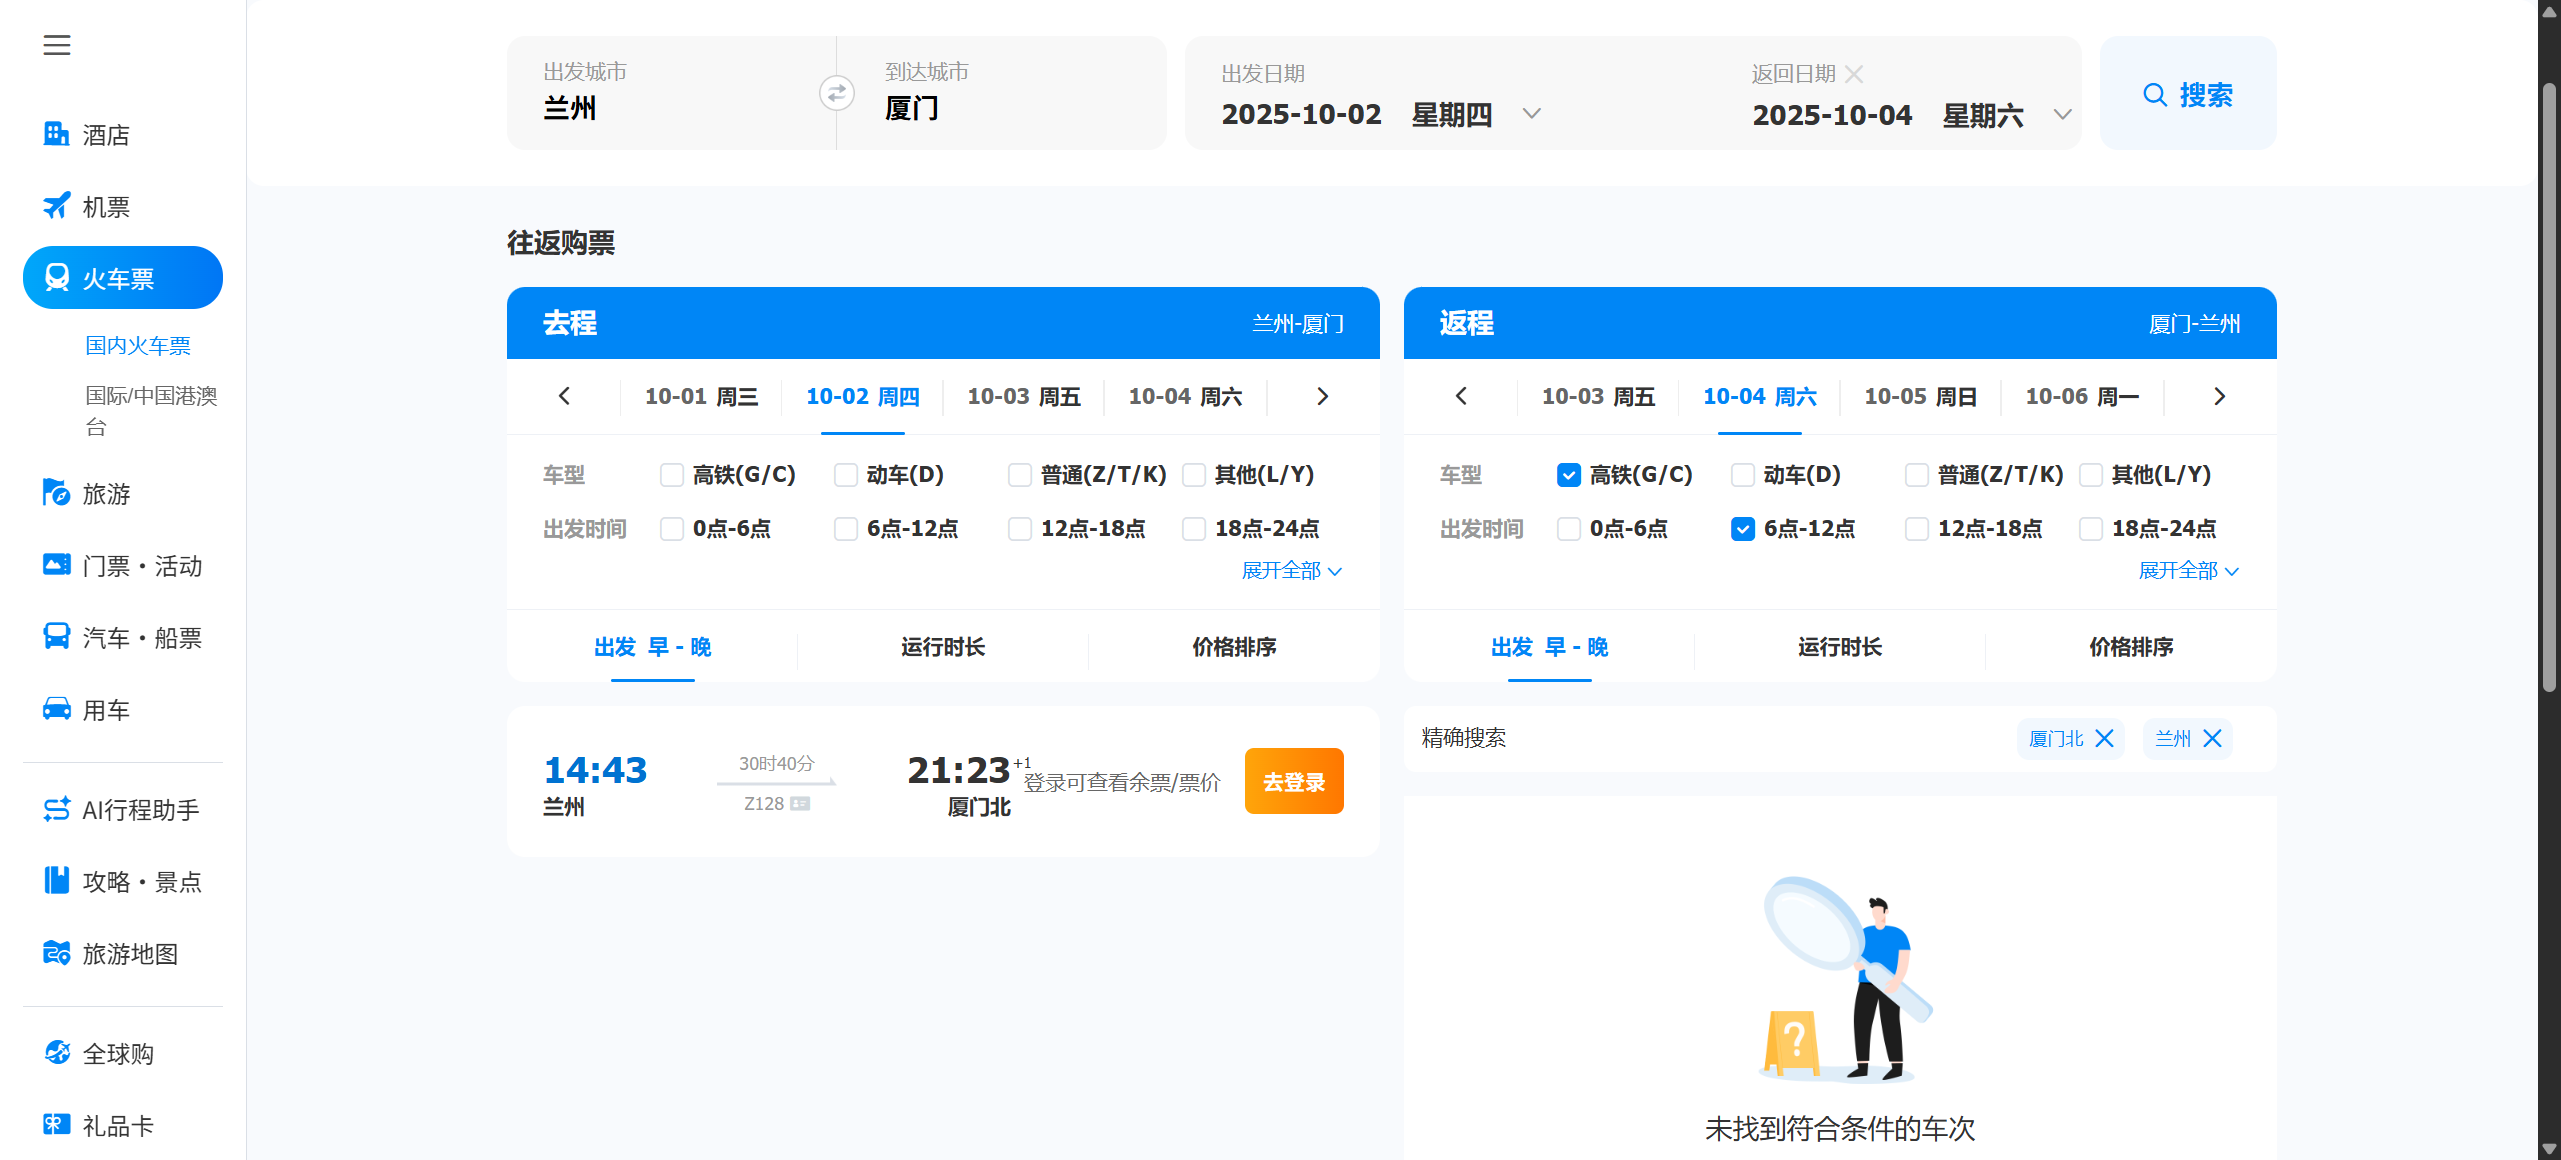 酒店
机票
火车票
国内火车票
国际/中国港澳
台
旅游
门票・活动
汽车・船票
用车
AI行程助手
攻略・景点
旅游地图
全球购
礼品卡
出发城市
兰州
到达城市
厦门
出发日期
2025-10-02 星期四
返回日期
2025-10-04 星期六
搜索
往返购票
去程
兰州-厦门
10-01 周三
10-02 周四
10-03 周五
10-04 周六
车型 高铁(G/C) 动车(D) 普通(Z/T/K) 其他(L/Y)
出发时间 0点-6点 6点-12点 12点-18点 18点-24点
展开全部
出发 早 - 晚
运行时长
价格排序
14:43
兰州
30时40分
Z128
21:23+1
厦门北
登录可查看余票/票价
去登录
返程
厦门-兰州
10-03 周五
10-04 周六
10-05 周日
10-06 周一
车型 高铁(G/C) 动车(D) 普通(Z/T/K) 其他(L/Y)
出发时间 0点-6点 6点-12点 12点-18点 18点-24点
展开全部
出发 早 - 晚
运行时长
价格排序
精确搜索
厦门北
兰州
?
未找到符合条件的车次